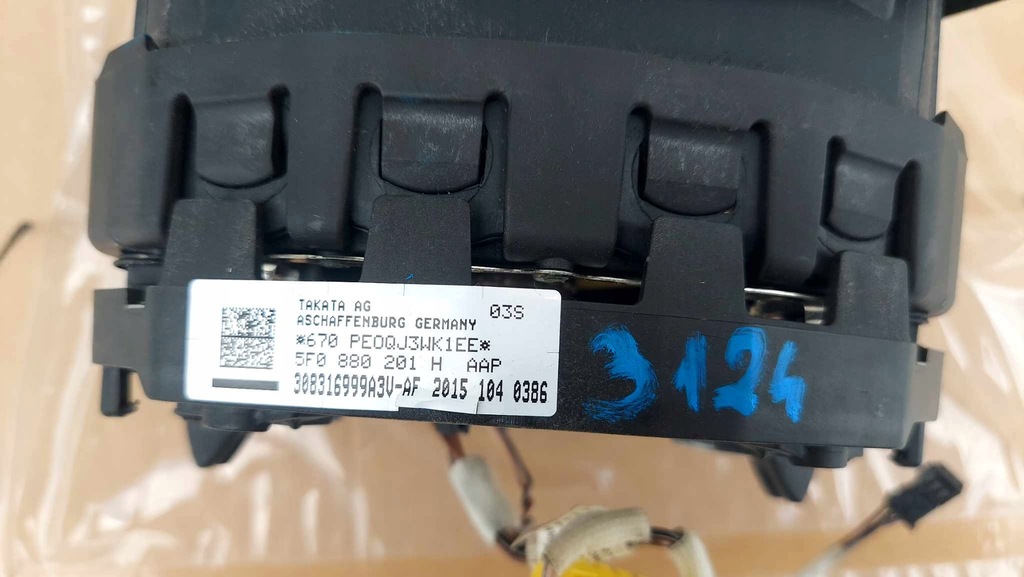 TAKATA AG 03S
ASCHAFFENBURG GERMANY
*670 PEOQJ3WK1EE*
5F0 880 201 H AAP
308316999A3V-AF 2015 104 0386
3124